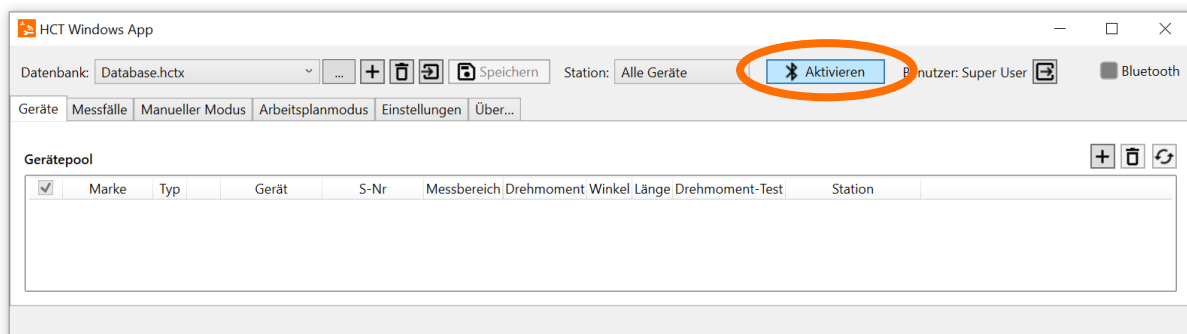 HCT Windows App
Datenbank: Database.hctx ... Speichern Station: Alle Geräte Aktivieren Benutzer: Super User Bluetooth
Geräte Messfälle Manueller Modus Arbeitsplanmodus Einstellungen Über...
Gerätepool
Marke Typ Gerät S-Nr Messbereich Drehmoment Winkel Länge Drehmoment-Test Station